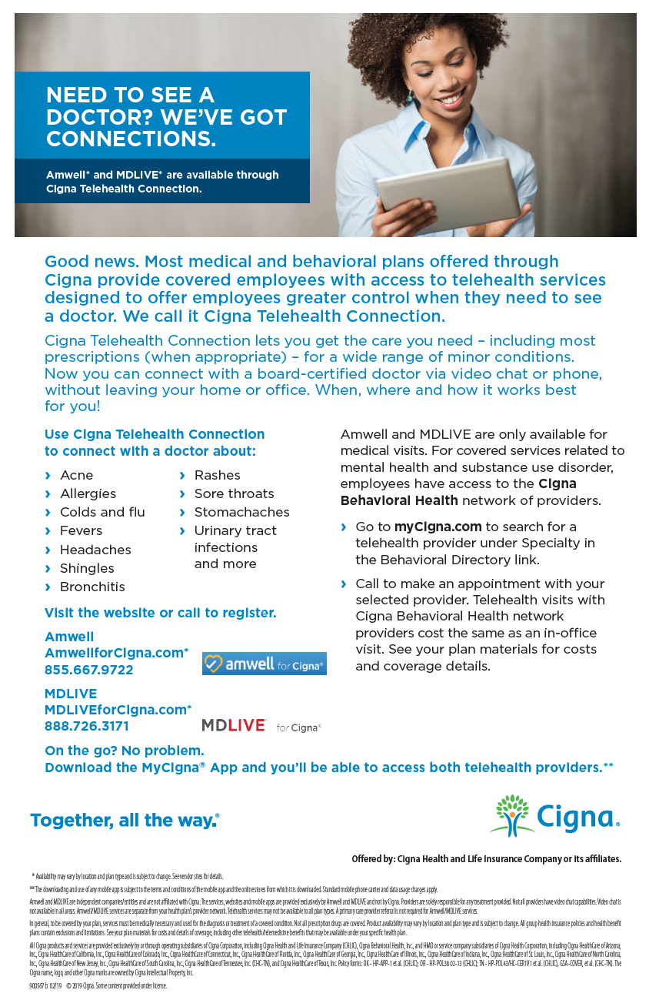 NEED TO SEE A
DOCTOR? WE'VE GOT
CONNECTIONS.
Amwell* and MDLIVE* are available through
Cigna Telehealth Connection.
Good news. Most medical and behavioral plans offered through
Cigna provide covered employees with access to telehealth services
designed to offer employees greater control when they need to see
a doctor. We call it Cigna Telehealth Connection.
Cigna Telehealth Connection lets you get the care you need – including most
prescriptions (when appropriate) – for a wide range of minor conditions.
Now you can connect with a board-certified doctor via video chat or phone,
without leaving your home or office. When, where and how it works best
for you!
Use Cigna Telehealth Connection
to connect with a doctor about:
› Acne
› Allergies
› Colds and flu
› Fevers
› Headaches
› Shingles
› Bronchitis
› Rashes
› Sore throats
› Stomachaches
› Urinary tract
infections
and more
Visit the website or call to register.
Amwell
AmwellforCigna.com*
855.667.9722
amwell for Cigna®
MDLIVE
MDLIVEforCigna.com*
888.726.3171
MDLIVE® for Cigna®
Amwell and MDLIVE are only available for
medical visits. For covered services related to
mental health and substance use disorder,
employees have access to the Cigna
Behavioral Health network of providers.
› Go to myCigna.com to search for a
telehealth provider under Specialty in
the Behavioral Directory link.
› Call to make an appointment with your
selected provider. Telehealth visits with
Cigna Behavioral Health network
providers cost the same as an in-office
visit. See your plan materials for costs
and coverage details.
On the go? No problem.
Download the MyCigna® App and you'll be able to access both telehealth providers.**
Together, all the way.®
Cigna®
Offered by: Cigna Health and Life Insurance Company or its affiliates.
* Availability may vary by location and plan type and is subject to change. See vendor sites for details.
** The downloading and use of any mobile app is subject to the terms and conditions of the mobile app and the online stores from which it is downloaded. Standard mobile phone carrier and data usage charges apply.
Amwell and MDLIVE are independent companies/entities and are not affiliated with Cigna. The services, websites and mobile apps are provided exclusively by Amwell and MDLIVE and not by Cigna. Providers are solely responsible for any treatment provided. Not all providers have video chat capabilities. Video chat is
not available in all areas. Amwell/MDLIVE services are separate from your health plan's provider network. Telehealth services may not be available to all plan types. A primary care provider referral is not required for Amwell/MDLIVE services.
In general, to be covered by your plan, services must be medically necessary and used for the diagnosis or treatment of a covered condition. Not all prescription drugs are covered. Product availability may vary by location and plan type and is subject to change. All group health insurance policies and health benefit
plans contain exclusions and limitations. See your plan materials for costs and details of coverage, including other telehealth/telemedicine benefits that may be available under your specific health plan.
All Cigna products and services are provided exclusively by or through operating subsidiaries of Cigna Corporation, including Cigna Health and Life Insurance Company (CHLIC), Cigna Behavioral Health, Inc., and HMO or service company subsidiaries of Cigna Health Corporation, including Cigna HealthCare of Arizona,
Inc., Cigna HealthCare of California, Inc., Cigna HealthCare of Colorado, Inc., Cigna HealthCare of Connecticut, Inc., Cigna HealthCare of Florida, Inc., Cigna HealthCare of Georgia, Inc., Cigna HealthCare of Illinois, Inc., Cigna HealthCare of Indiana, Inc., Cigna HealthCare of St. Louis, Inc., Cigna HealthCare of North Carolina,
Inc., Cigna HealthCare of New Jersey, Inc., Cigna HealthCare of South Carolina, Inc., Cigna HealthCare of Tennessee, Inc. (CHC-TN), and Cigna HealthCare of Texas, Inc. Policy forms: OK - HP-APP-1 et al. (CHLIC); OR - HP-POL38 02-13 (CHLIC); TN - HP-POL43/HC-CER1V1 et al. (CHLIC), GSA-COVER, et al. (CHC-TN). The
Cigna name, logo, and other Cigna marks are owned by Cigna Intellectual Property, Inc.
900567 b 02/19 © 2019 Cigna. Some content provided under license.